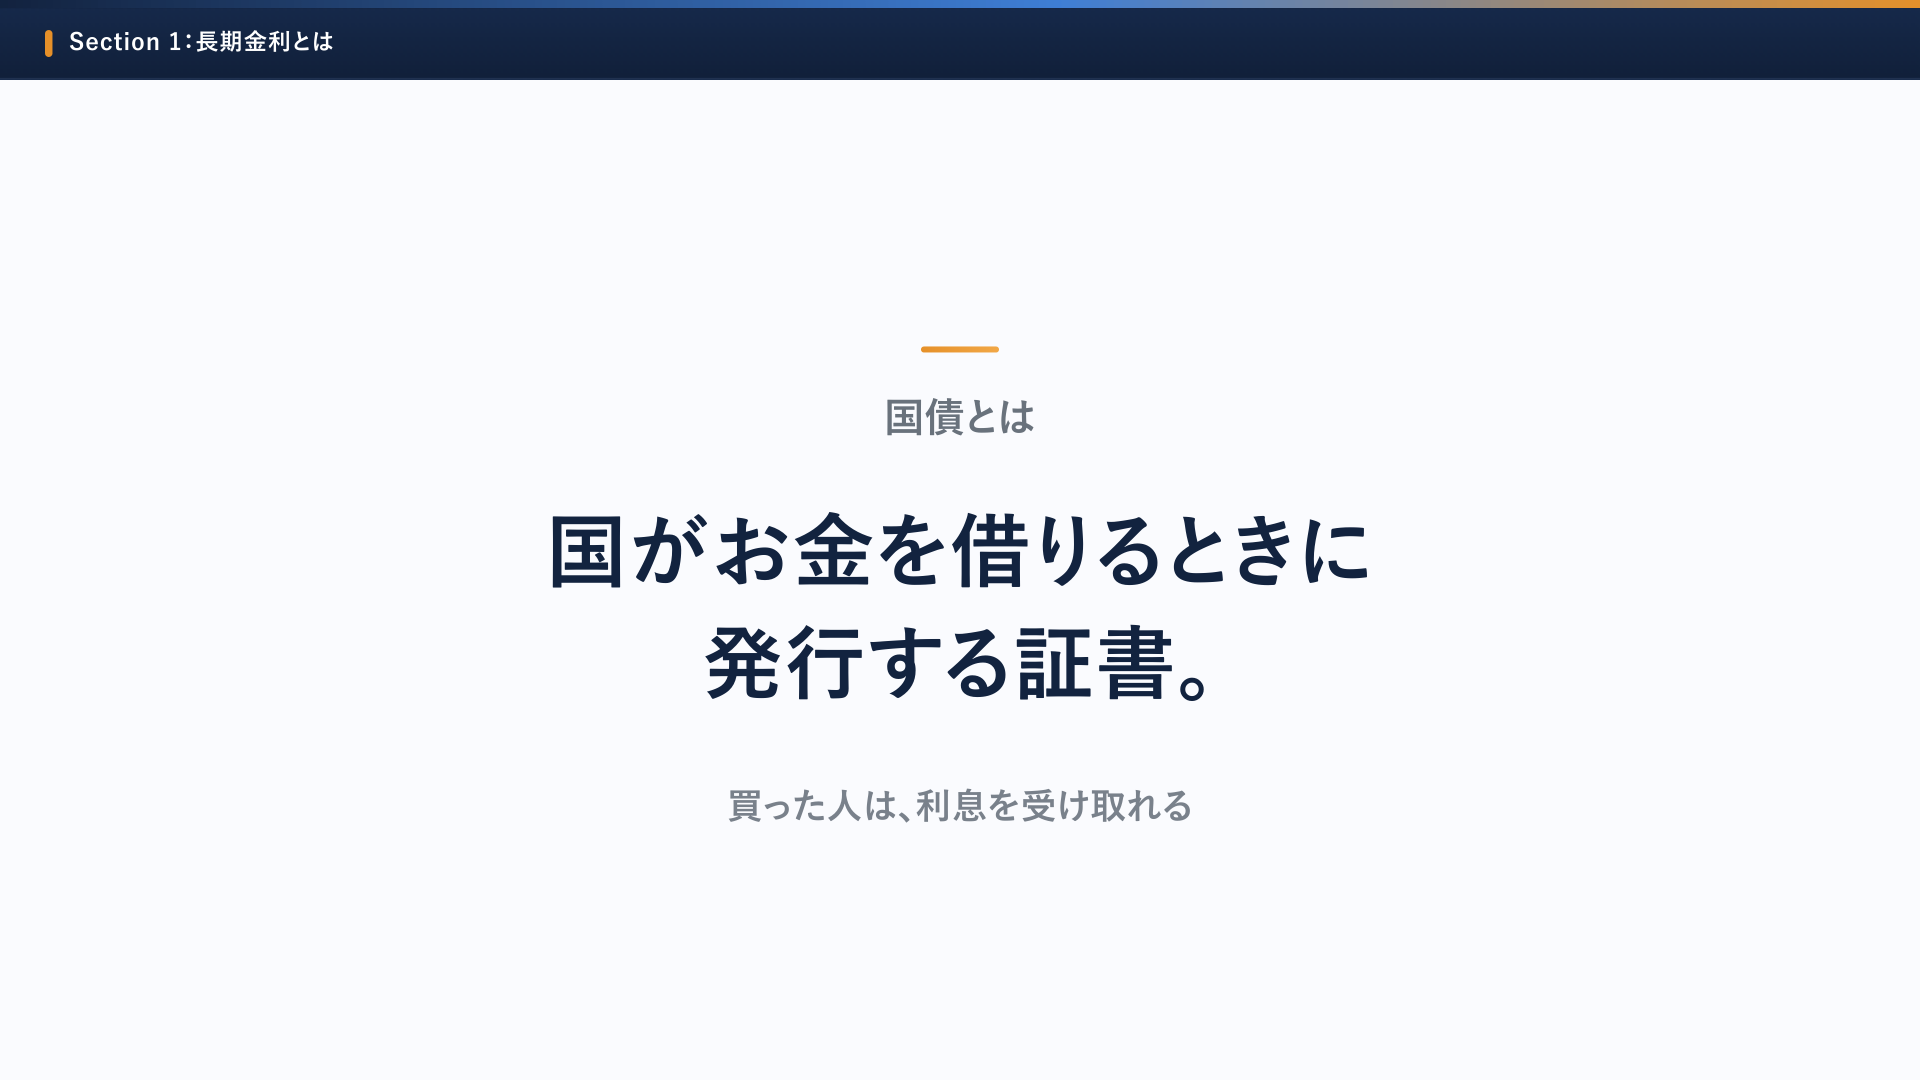 Section 1：長期金利とは
国債とは
国がお金を借りるときに
発行する証書。
買った人は、利息を受け取れる